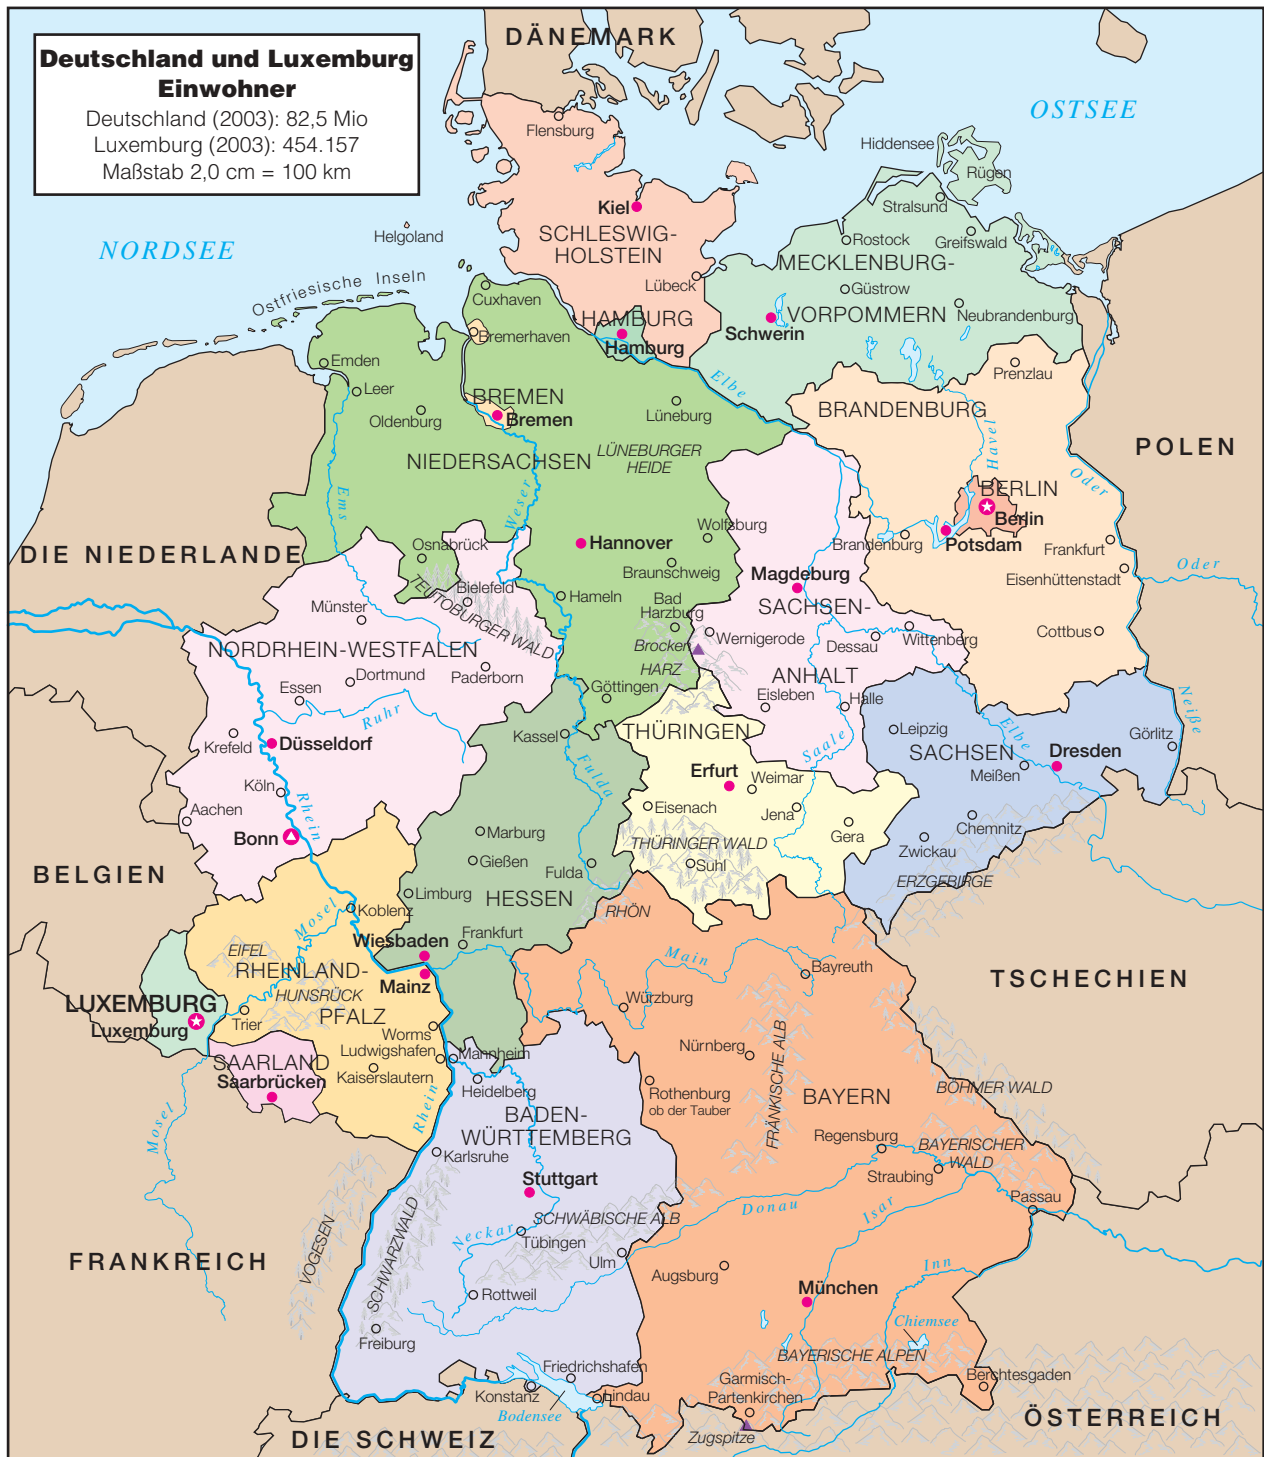 Deutschland und Luxemburg
Einwohner
Deutschland (2003): 82,5 Mio
Luxemburg (2003): 454.157
Maßstab 2,0 cm = 100 km
DÄNEMARK
OSTSEE
NORDSEE
Flensburg
Hiddensee
Rügen
Kiel
Stralsund
Helgoland
SCHLESWIG-
HOLSTEIN
Rostock
Greifswald
MECKLENBURG-
VORPOMMERN
Ostfriesische Inseln
Cuxhaven
Lübeck
Güstrow
Neubrandenburg
HAMBURG
Hamburg
Schwerin
Bremerhaven
Emden
Leer
Oldenburg
BREMEN
Bremen
Elbe
Lüneburg
Prenzlau
BRANDENBURG
Havel
Oder
POLEN
NIEDERSACHSEN
LÜNEBURGER
HEIDE
Ems
Weser
BERLIN
Berlin
Potsdam
Brandenburg
Wolfsburg
Frankfurt
Eisenhüttenstadt
Oder
DIE NIEDERLANDE
Osnabrück
Hannover
Braunschweig
Magdeburg
Bielefeld
TEUTOBURGER WALD
Hameln
Bad
Harzburg
SACHSEN-
ANHALT
Münster
Brocken
Wernigerode
Dessau
Wittenberg
Cottbus
NORDRHEIN-WESTFALEN
HARZ
Dortmund
Paderborn
Essen
Göttingen
Eisleben
Halle
Ruhr
Neiße
Krefeld
Düsseldorf
Kassel
THÜRINGEN
Saale
Leipzig
SACHSEN
Elbe
Dresden
Görlitz
Meißen
Fulda
Erfurt
Weimar
Köln
Rhein
Aachen
Eisenach
Jena
Gera
Chemnitz
Bonn
Marburg
THÜRINGER WALD
Zwickau
BELGIEN
Gießen
Fulda
Suhl
ERZGEBIRGE
Limburg
HESSEN
RHÖN
Mosel
Koblenz
Wiesbaden
Frankfurt
EIFEL
RHEINLAND-
PFALZ
Main
Bayreuth
TSCHECHIEN
Mainz
HUNSRÜCK
LUXEMBURG
Luxemburg
Trier
Würzburg
Worms
Ludwigshafen
Mannheim
Nürnberg
FRÄNKISCHE ALB
SAARLAND
Saarbrücken
Kaiserslautern
Heidelberg
Rothenburg
ob der Tauber
BAYERN
BÖHMER WALD
Mosel
Rhein
BADEN-
WÜRTTEMBERG
Karlsruhe
Regensburg
BAYERISCHER
WALD
Straubing
Stuttgart
Passau
Donau
Isar
SCHWÄBISCHE ALB
Neckar
Tübingen
FRANKREICH
VOGESEN
SCHWARZWALD
Ulm
Augsburg
Inn
Rottweil
München
Freiburg
Chiemsee
BAYERISCHE ALPEN
Friedrichshafen
Konstanz
Lindau
Bodensee
Garmisch-
Partenkirchen
Berchtesgaden
Zugspitze
DIE SCHWEIZ
ÖSTERREICH